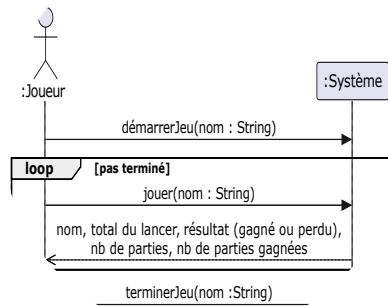 :Joueur
:Système
démarrerJeu(nom : String)
loop [pas terminé]
jouer(nom : String)
nom, total du lancer, résultat (gagné ou perdu),
nb de parties, nb de parties gagnées
terminerJeu(nom :String)